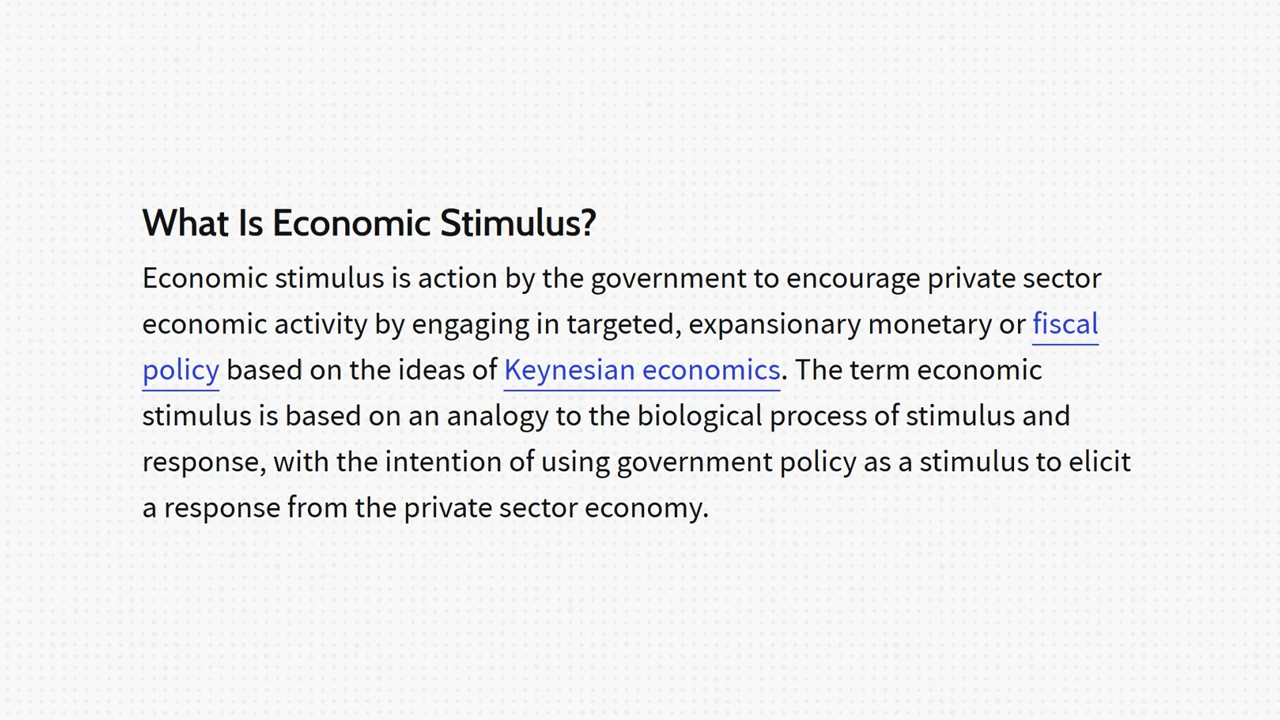 What Is Economic Stimulus?
Economic stimulus is action by the government to encourage private sector
economic activity by engaging in targeted, expansionary monetary or fiscal
policy based on the ideas of Keynesian economics. The term economic
stimulus is based on an analogy to the biological process of stimulus and
response, with the intention of using government policy as a stimulus to elicit
a response from the private sector economy.